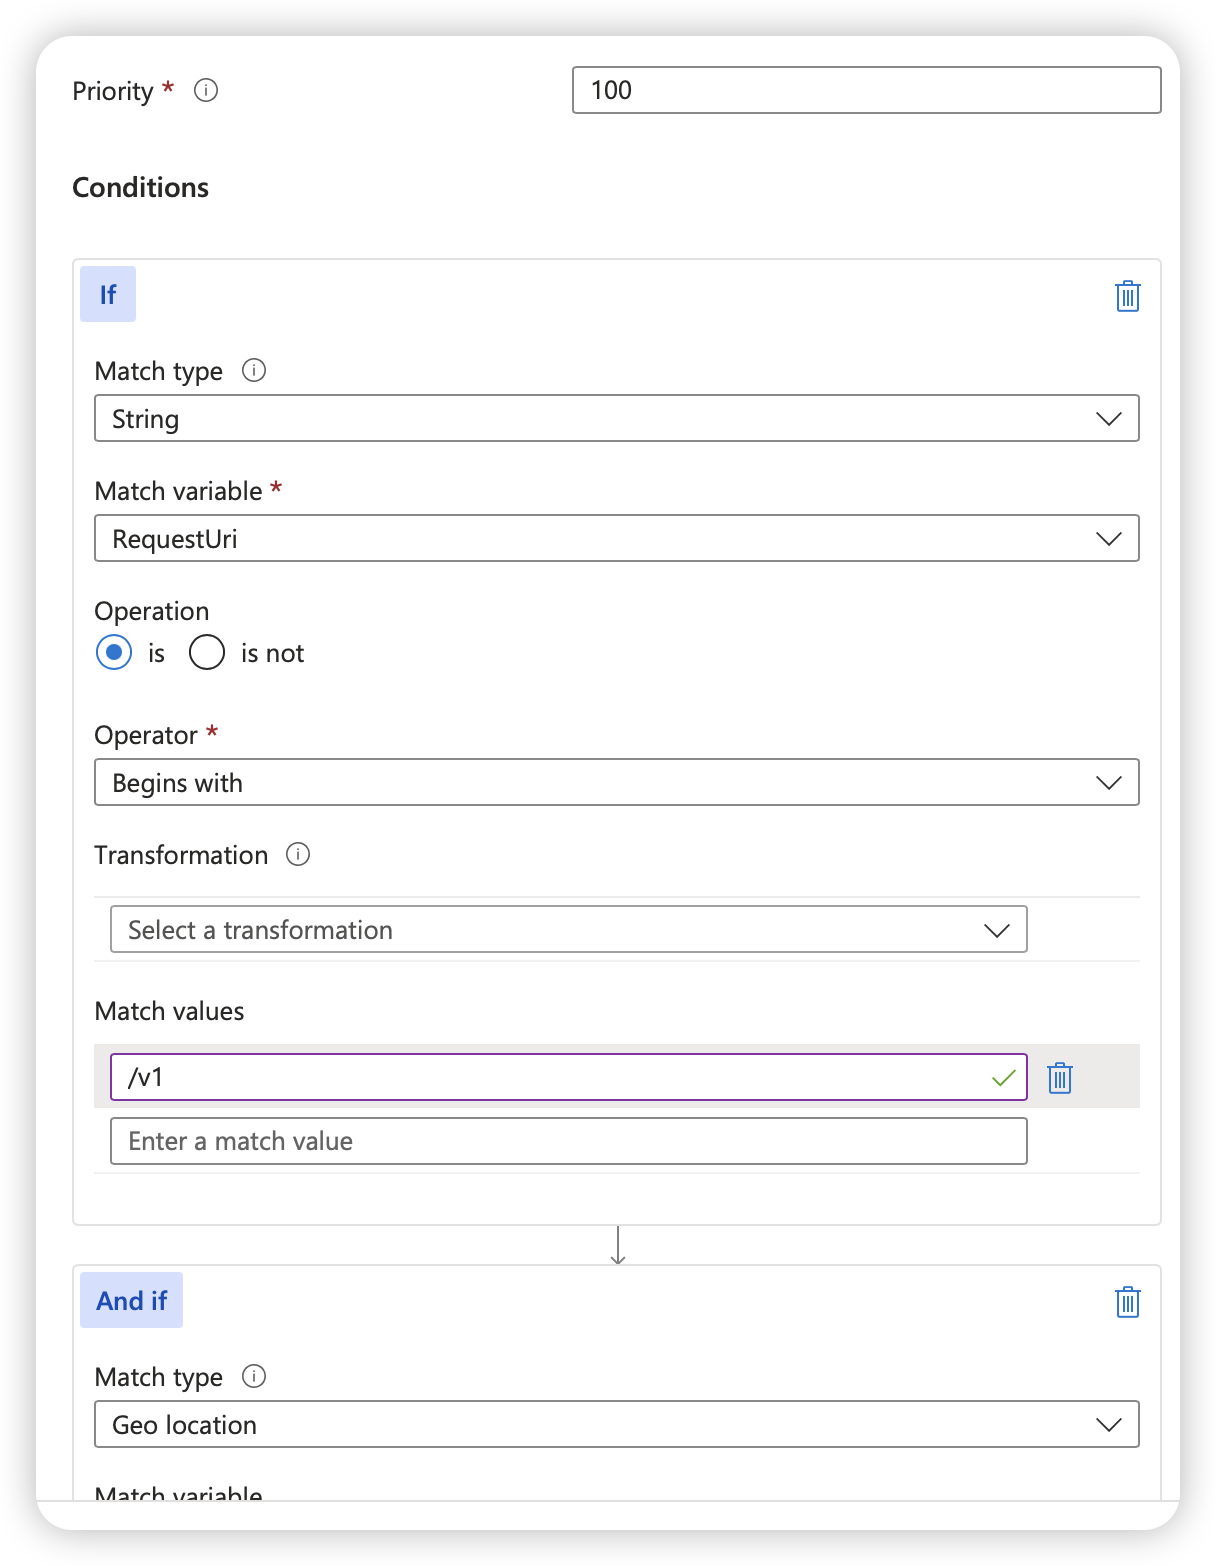 Priority *
100
Conditions
If
Match type
String
Match variable *
RequestUri
Operation
is is not
Operator *
Begins with
Transformation
Select a transformation
Match values
/v1
Enter a match value
And if
Match type
Geo location
Match variable